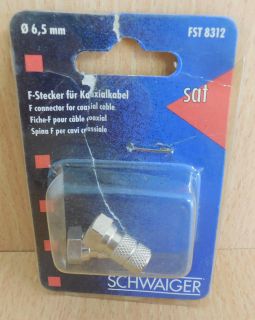 Ø 6,5 mm
FST 8312
sat
F-Stecker für Koaxialkabel
F connector for coaxial cable
Fiche-F pour câble coaxial
Spina F per cavi coassiale
SCHWAIGER